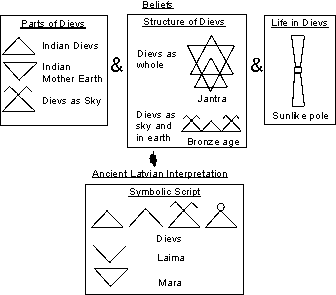 Beliefs
Parts of Dievs
Indian Dievs
Indian
Mother Earth
Dievs as Sky
&
Structure of Dievs
Dievs as
whole
Jantra
Dievs as
sky and
in earth
Bronze age
&
Life in Dievs
Sunlike pole
Ancient Latvian Interpretation
Symbolic Script
Dievs
Laima
Mara